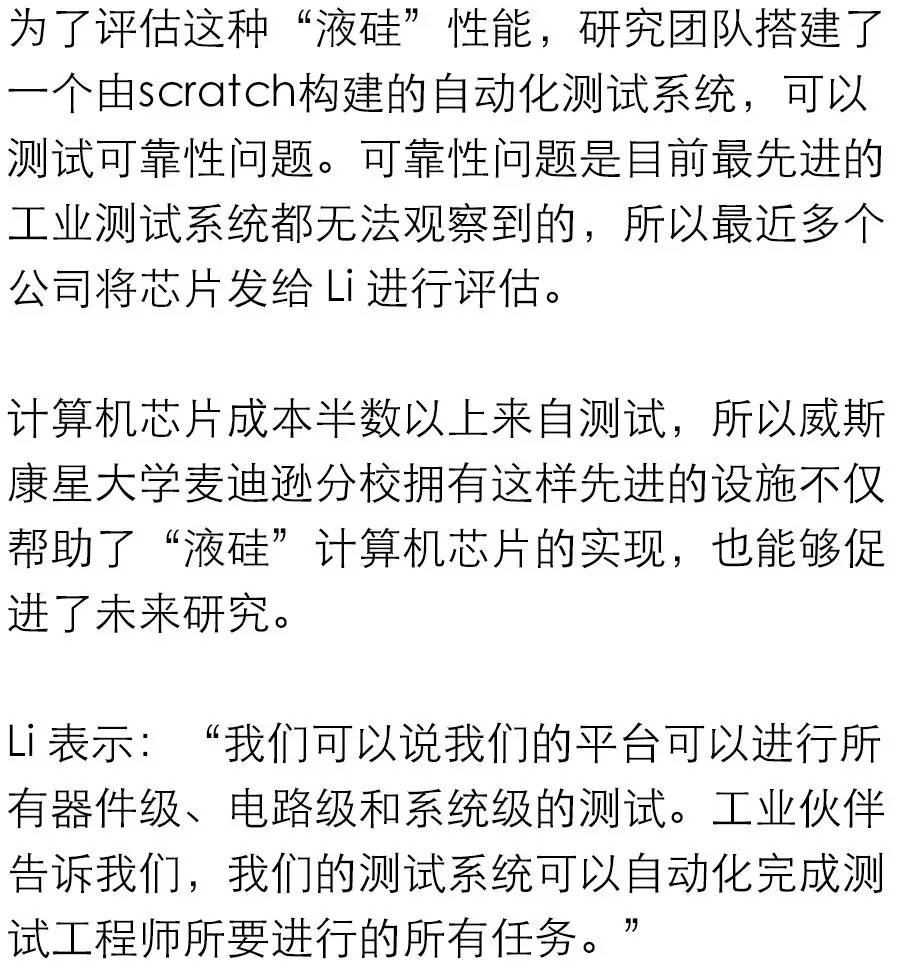 为了评估这种“液硅”性能，研究团队搭建了
一个由scratch构建的自动化测试系统，可以
测试可靠性问题。可靠性问题是目前最先进的
工业测试系统都无法观察到的，所以最近多个
公司将芯片发给 Li 进行评估。
计算机芯片成本半数以上来自测试，所以威斯
康星大学麦迪逊分校拥有这样先进的设施不仅
帮助了“液硅”计算机芯片的实现，也能够促
进了未来研究。
Li 表示：“我们可以说我们的平台可以进行所
有器件级、电路级和系统级的测试。工业伙伴
告诉我们，我们的测试系统可以自动化完成测
试工程师所要进行的所有任务。”